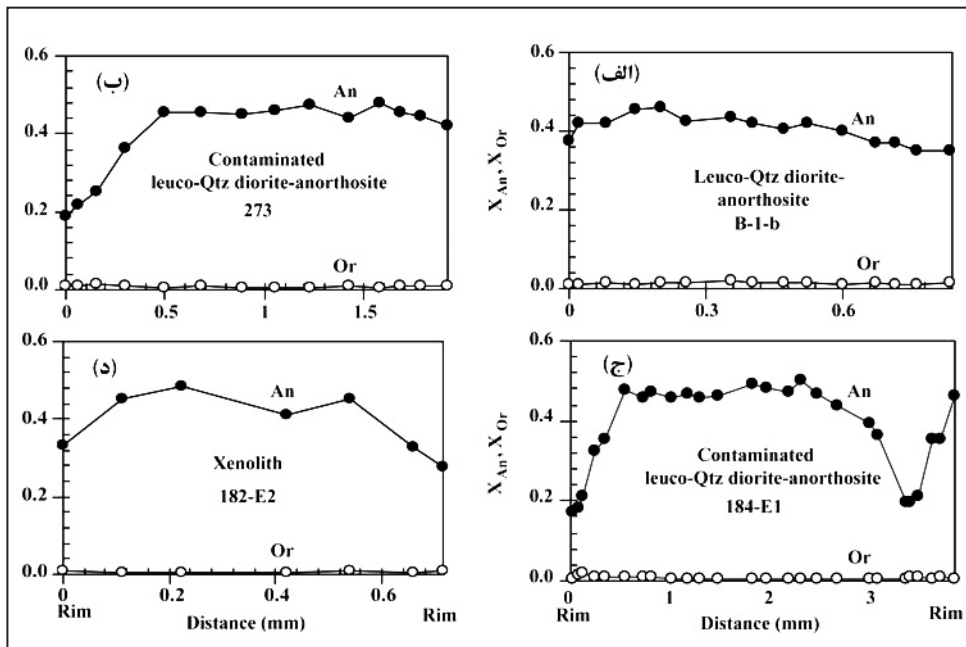 (ب)
0.6
0.4
0.2
0.0
An
Contaminated
leuco-Qtz diorite-anorthosite
273
Or
0 0.5 1 1.5
(الف)
0.6
0.4
0.2
0.0
X_An, X_Or
An
Leuco-Qtz diorite-
anorthosite
B-1-b
Or
0 0.3 0.6
(د)
0.6
0.4
0.2
0.0
An
Xenolith
182-E2
Or
0 0.2 0.4 0.6
Rim Distance (mm) Rim
(ج)
0.6
0.4
0.2
0.0
X_An, X_Or
An
Contaminated
leuco-Qtz diorite-anorthosite
184-E1
Or
0 1 2 3
Rim Distance (mm) Rim